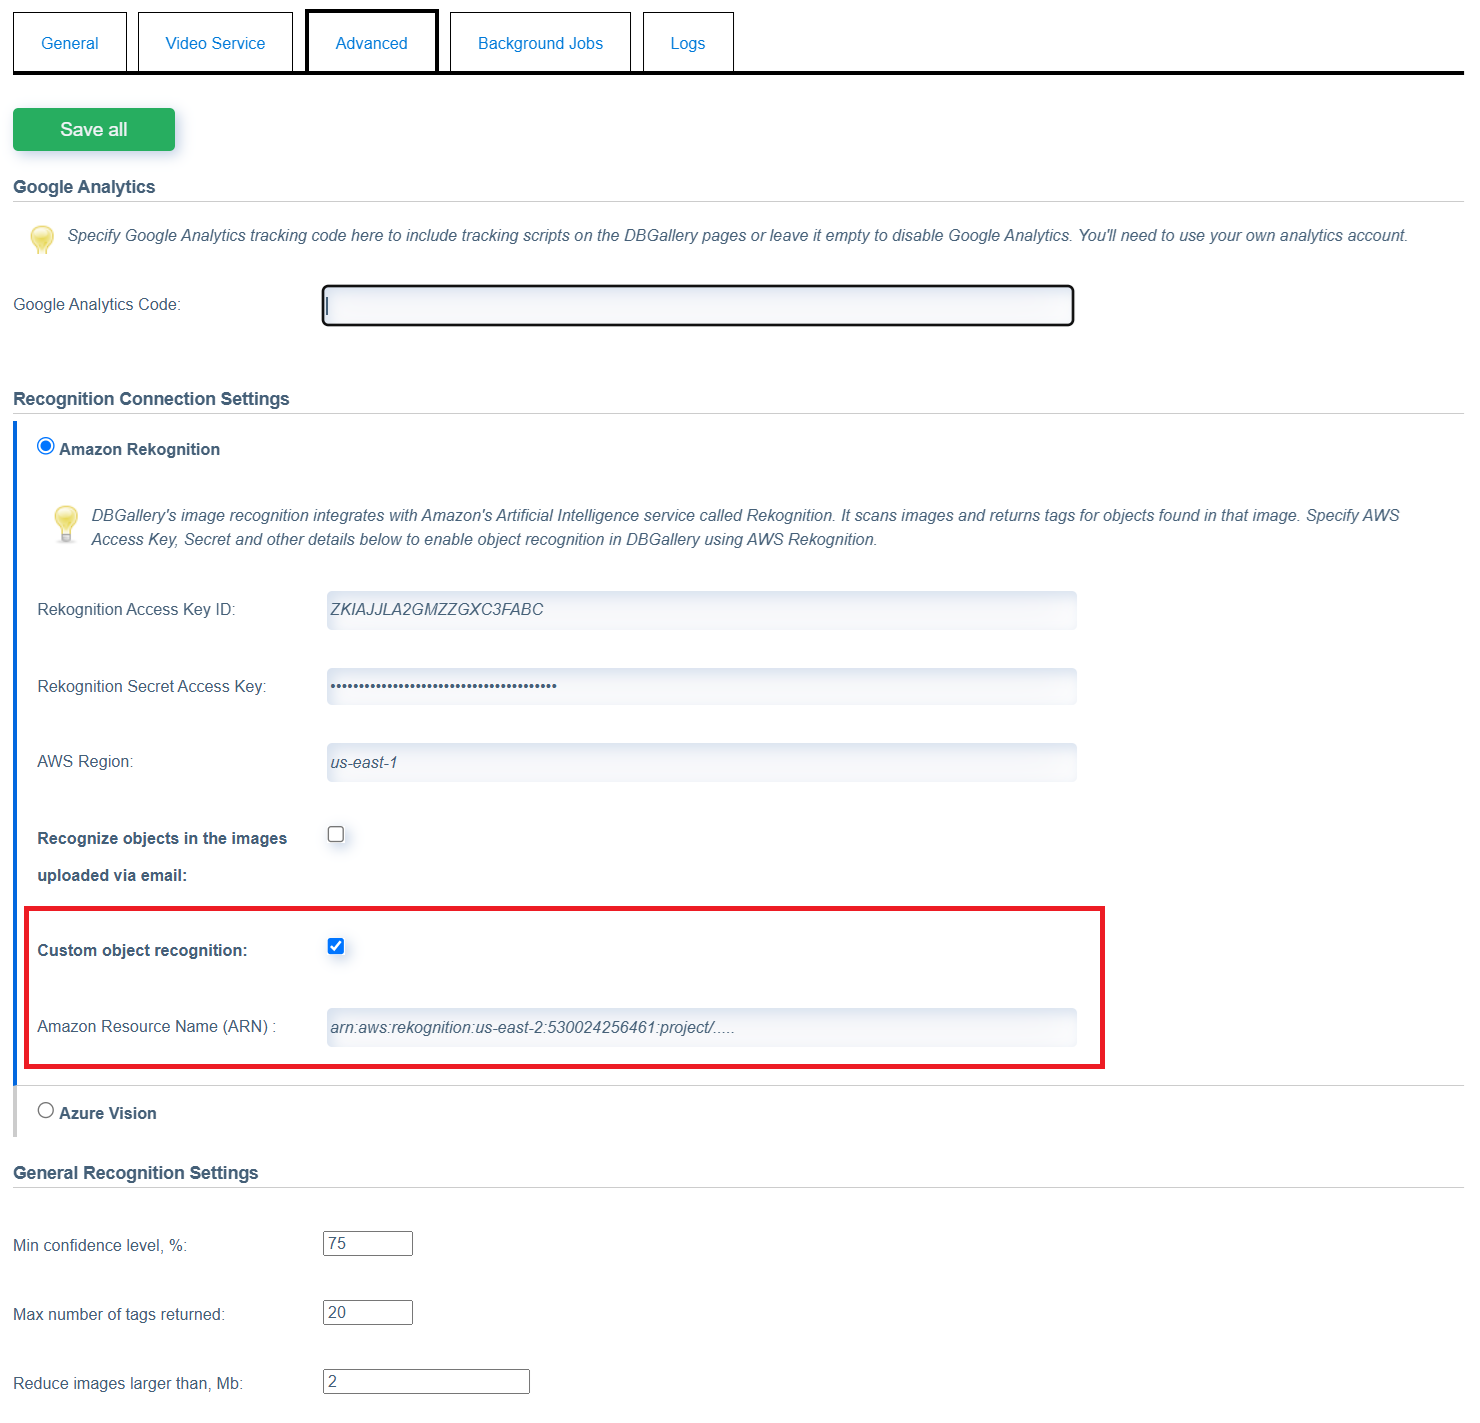 General
Video Service
Advanced
Background Jobs
Logs
Save all
Google Analytics
Specify Google Analytics tracking code here to include tracking scripts on the DBGallery pages or leave it empty to disable Google Analytics. You'll need to use your own analytics account.
Google Analytics Code:
Recognition Connection Settings
Amazon Rekognition
DBGallery's image recognition integrates with Amazon's Artificial Intelligence service called Rekognition. It scans images and returns tags for objects found in that image. Specify AWS
Access Key, Secret and other details below to enable object recognition in DBGallery using AWS Rekognition.
Rekognition Access Key ID: ZKIAJJLA2GMZZGXC3FABC
Rekognition Secret Access Key: ••••••••••••••••••••••••••••••••••••••••
AWS Region: us-east-1
Recognize objects in the images
uploaded via email:
Custom object recognition:
Amazon Resource Name (ARN) : arn:aws:rekognition:us-east-2:530024256461:project/.....
Azure Vision
General Recognition Settings
Min confidence level, %: 75
Max number of tags returned: 20
Reduce images larger than, Mb: 2